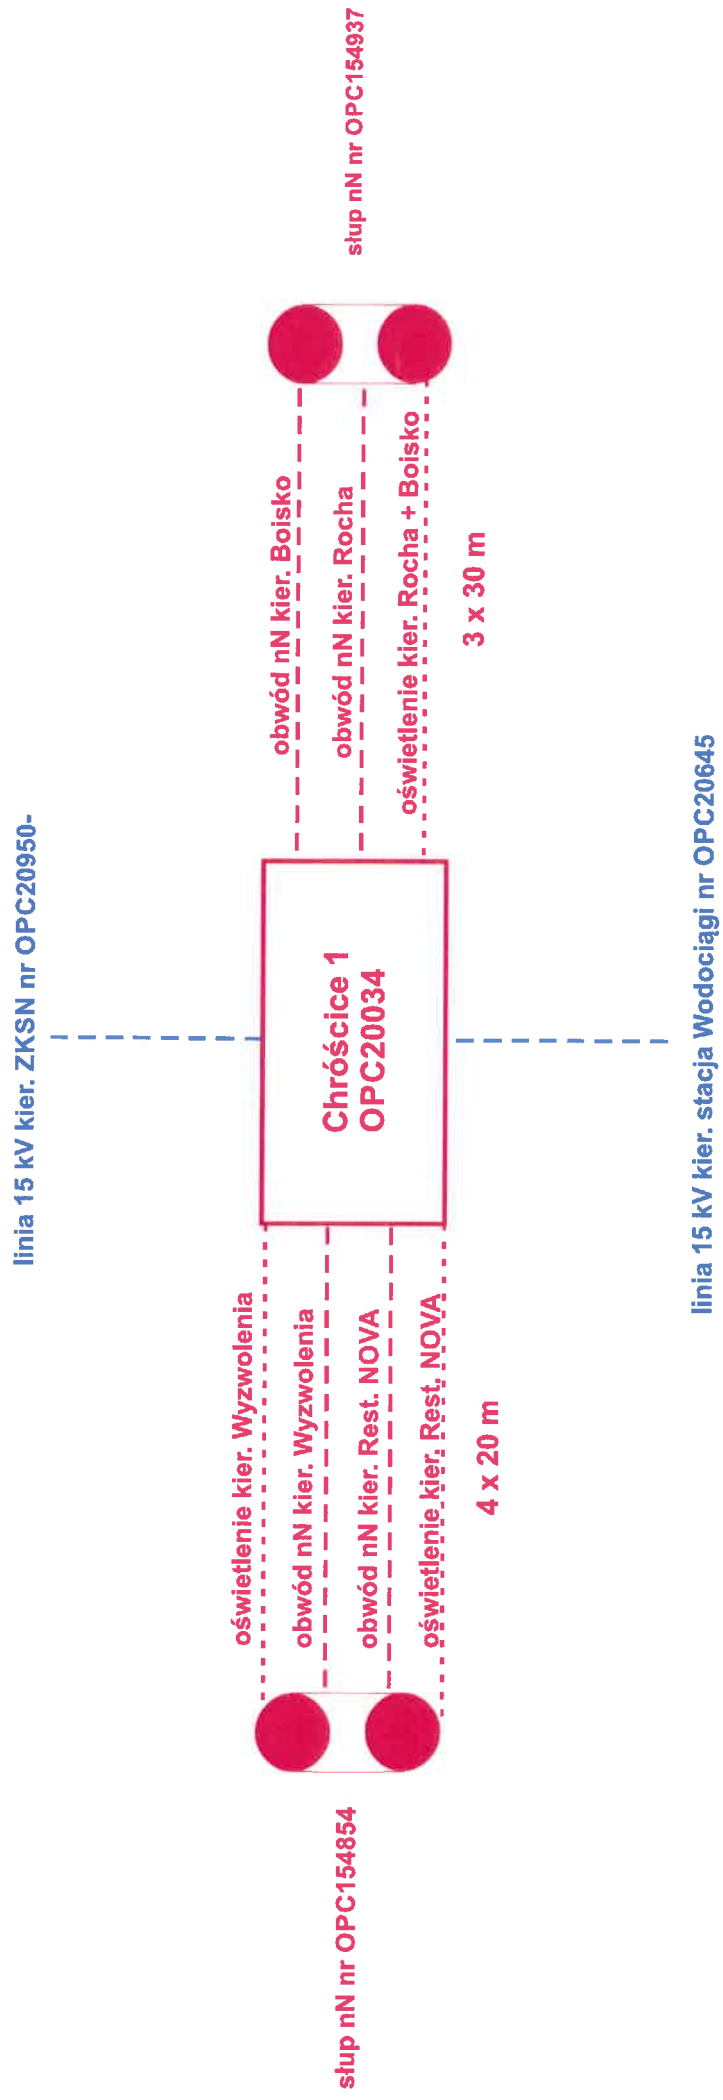 linia 15 kV kier. ZKSN nr OPC20950-
oświetlenie kier. Wyzwolenia
obwód nN kier. Wyzwolenia
obwód nN kier. Rest. NOVA
oświetlenie kier. Rest. NOVA
4 x 20 m
słup nN nr OPC154854
Chróścice 1
OPC20034
obwód nN kier. Boisko
obwód nN kier. Rocha
oświetlenie kier. Rocha + Boisko
3 x 30 m
słup nN nr OPC154937
linia 15 kV kier. stacja Wodociągi nr OPC20645